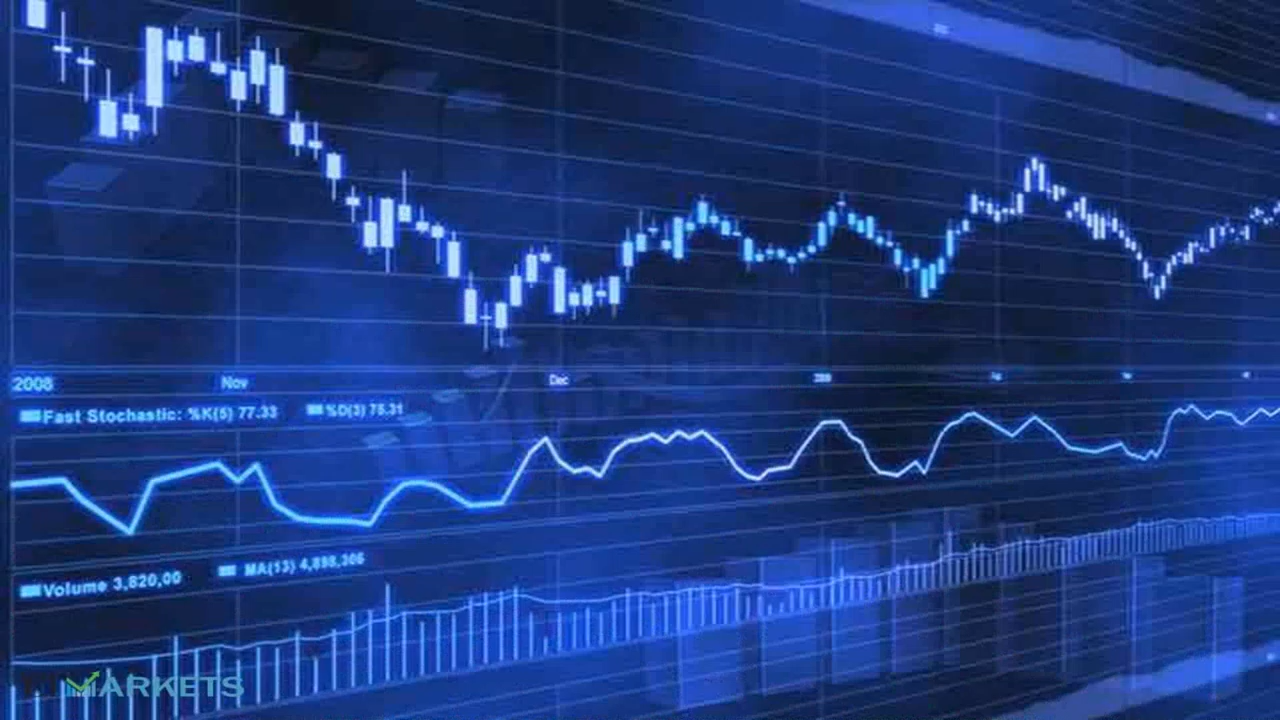 2008 Nov Dec
Fast Stochastic: %K(5) 77.33 %D(3) 75.31
Volume 3,820,00 MA(13) 4,898,306
MARKETS